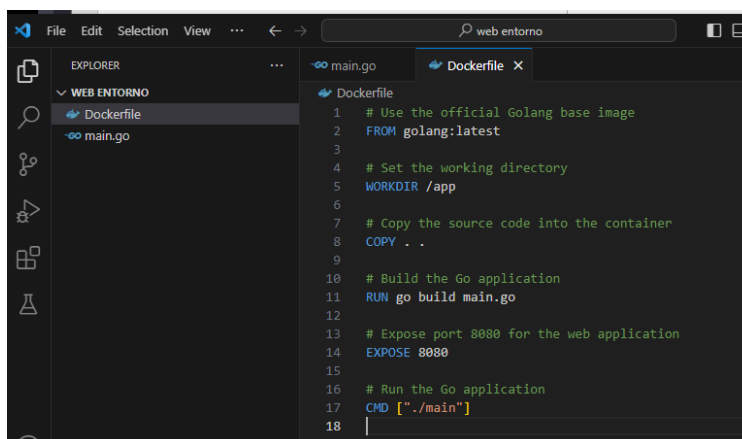 File Edit Selection View ··· ← → web entorno
EXPLORER ···
WEB ENTORNO
Dockerfile
GO main.go
GO main.go Dockerfile ×
Dockerfile
1 # Use the official Golang base image
2 FROM golang:latest
3
4 # Set the working directory
5 WORKDIR /app
6
7 # Copy the source code into the container
8 COPY . .
9
10 # Build the Go application
11 RUN go build main.go
12
13 # Expose port 8080 for the web application
14 EXPOSE 8080
15
16 # Run the Go application
17 CMD ["./main"]
18